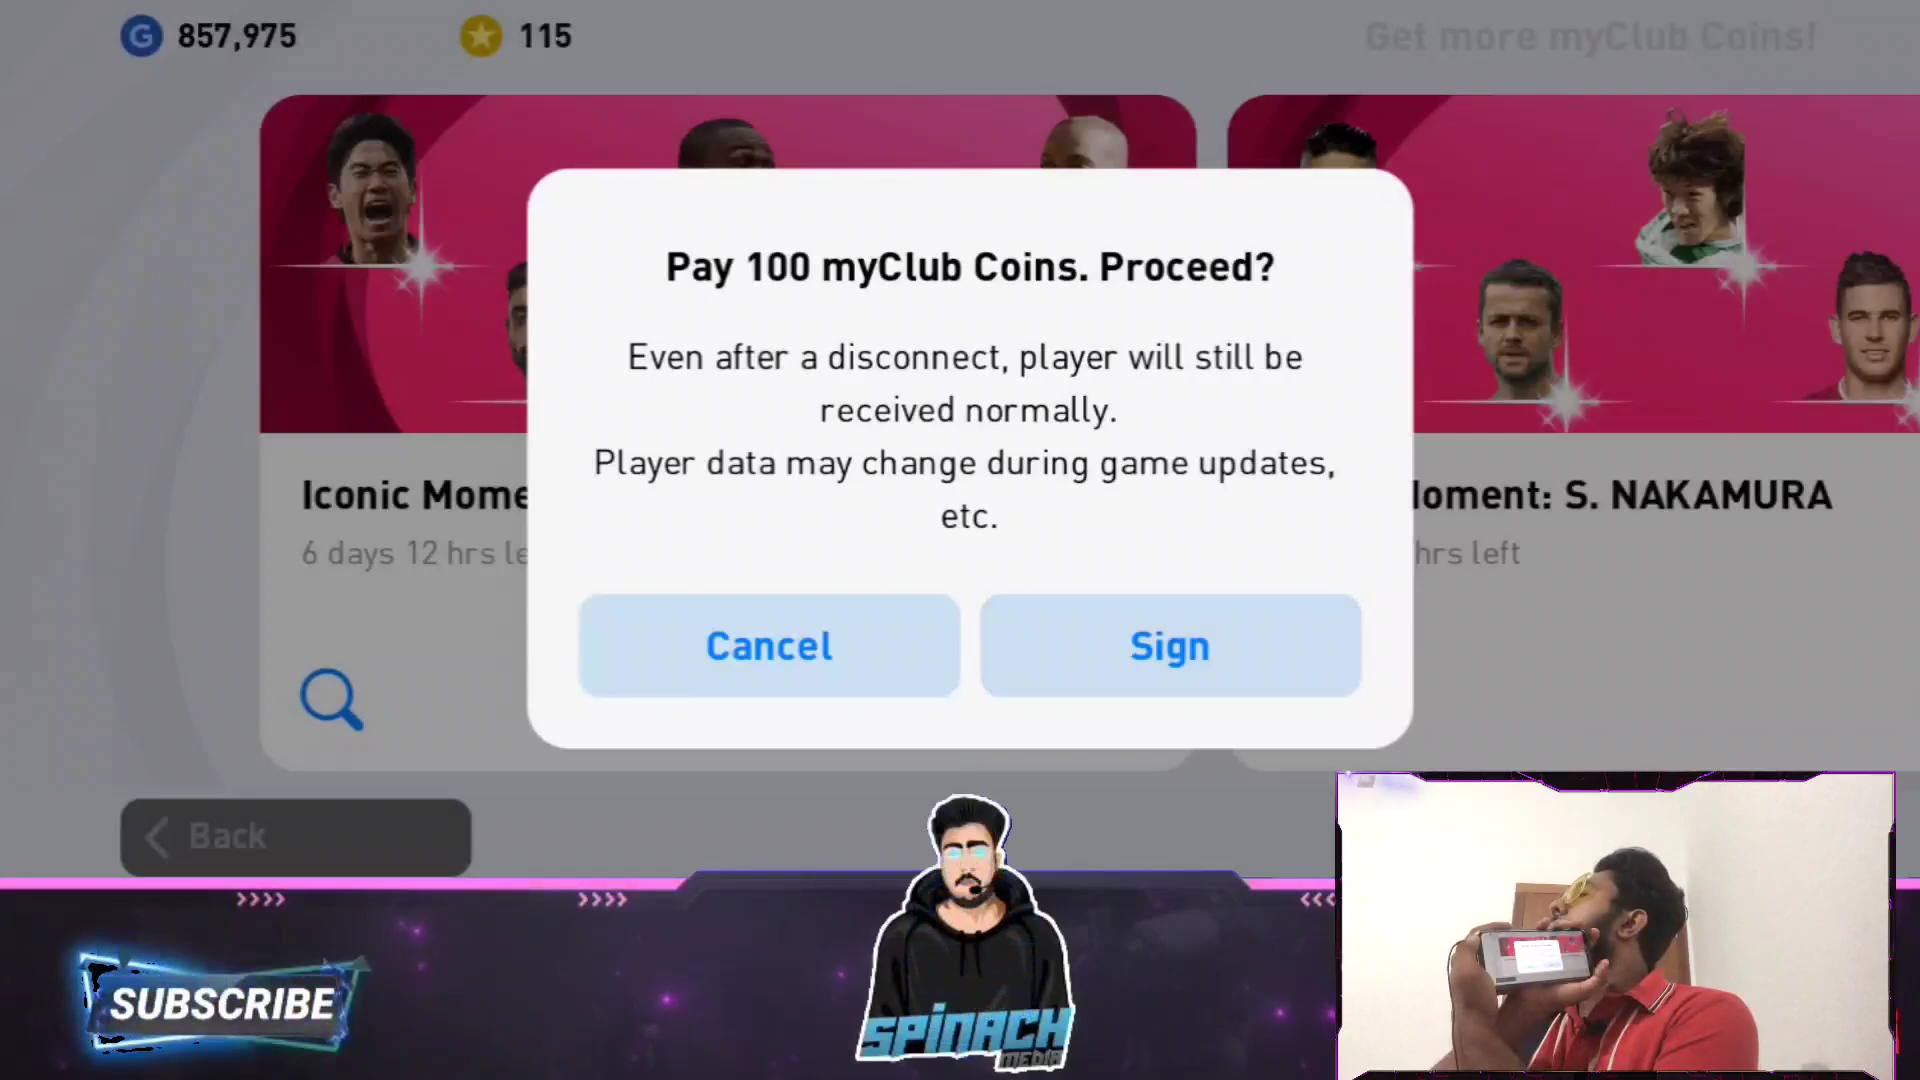 857,975
115
Get more myClub Coins!
Pay 100 myClub Coins. Proceed?
Even after a disconnect, player will still be
received normally.
Player data may change during game updates,
etc.
Iconic Mome
oment: S. NAKAMURA
6 days 12 hrs le
hrs left
Cancel
Sign
Back
SUBSCRIBE
SPINACH
MEDIA